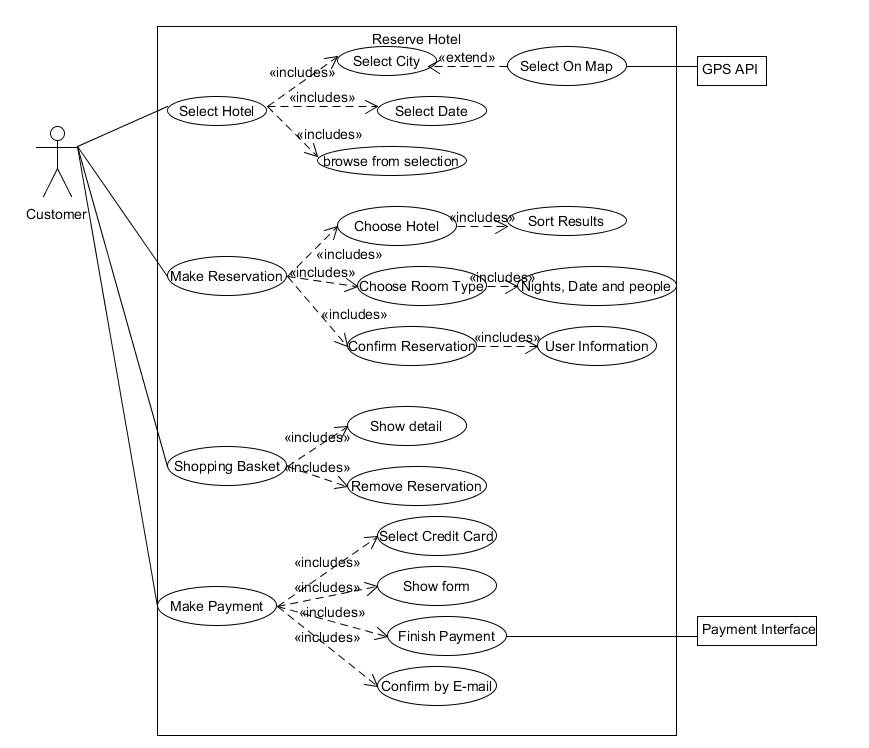 Reserve Hotel
Select City
«extend»
Select On Map
GPS API
«includes»
Select Hotel
«includes»
Select Date
«includes»
browse from selection
Customer
Choose Hotel
«includes»
Sort Results
«includes»
Make Reservation
«includes»
Choose Room Type
«includes»
Nights, Date and people
«includes»
Confirm Reservation
«includes»
User Information
Show detail
«includes»
Shopping Basket
«includes»
Remove Reservation
Select Credit Card
«includes»
«includes»
Show form
Make Payment
«includes»
«includes»
Finish Payment
Payment Interface
Confirm by E-mail